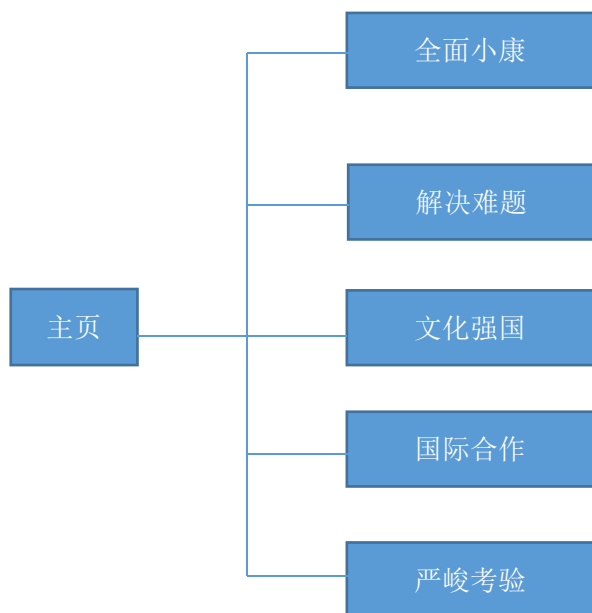 全面小康
解决难题
主页
文化强国
国际合作
严峻考验